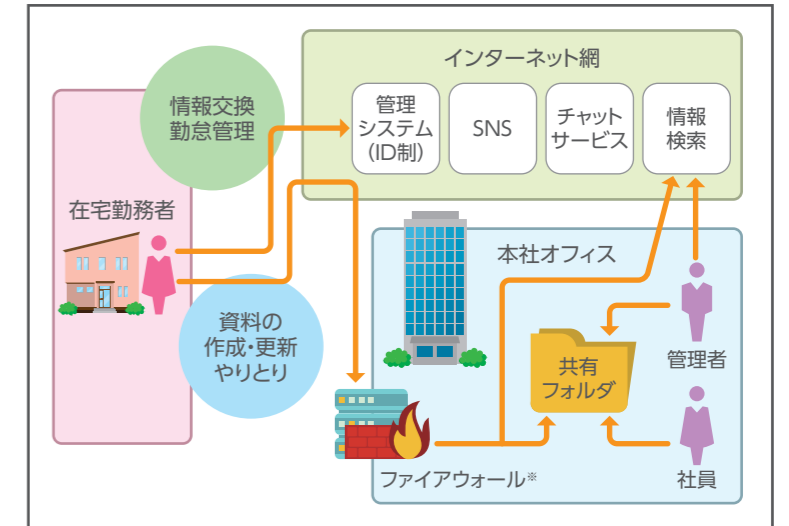 インターネット網
情報交換
勤怠管理
管理
システム
(ID制)
SNS
チャット
サービス
情報
検索
在宅勤務者
本社オフィス
資料の
作成・更新
やりとり
共有
フォルダ
管理者
ファイアウォール※
社員